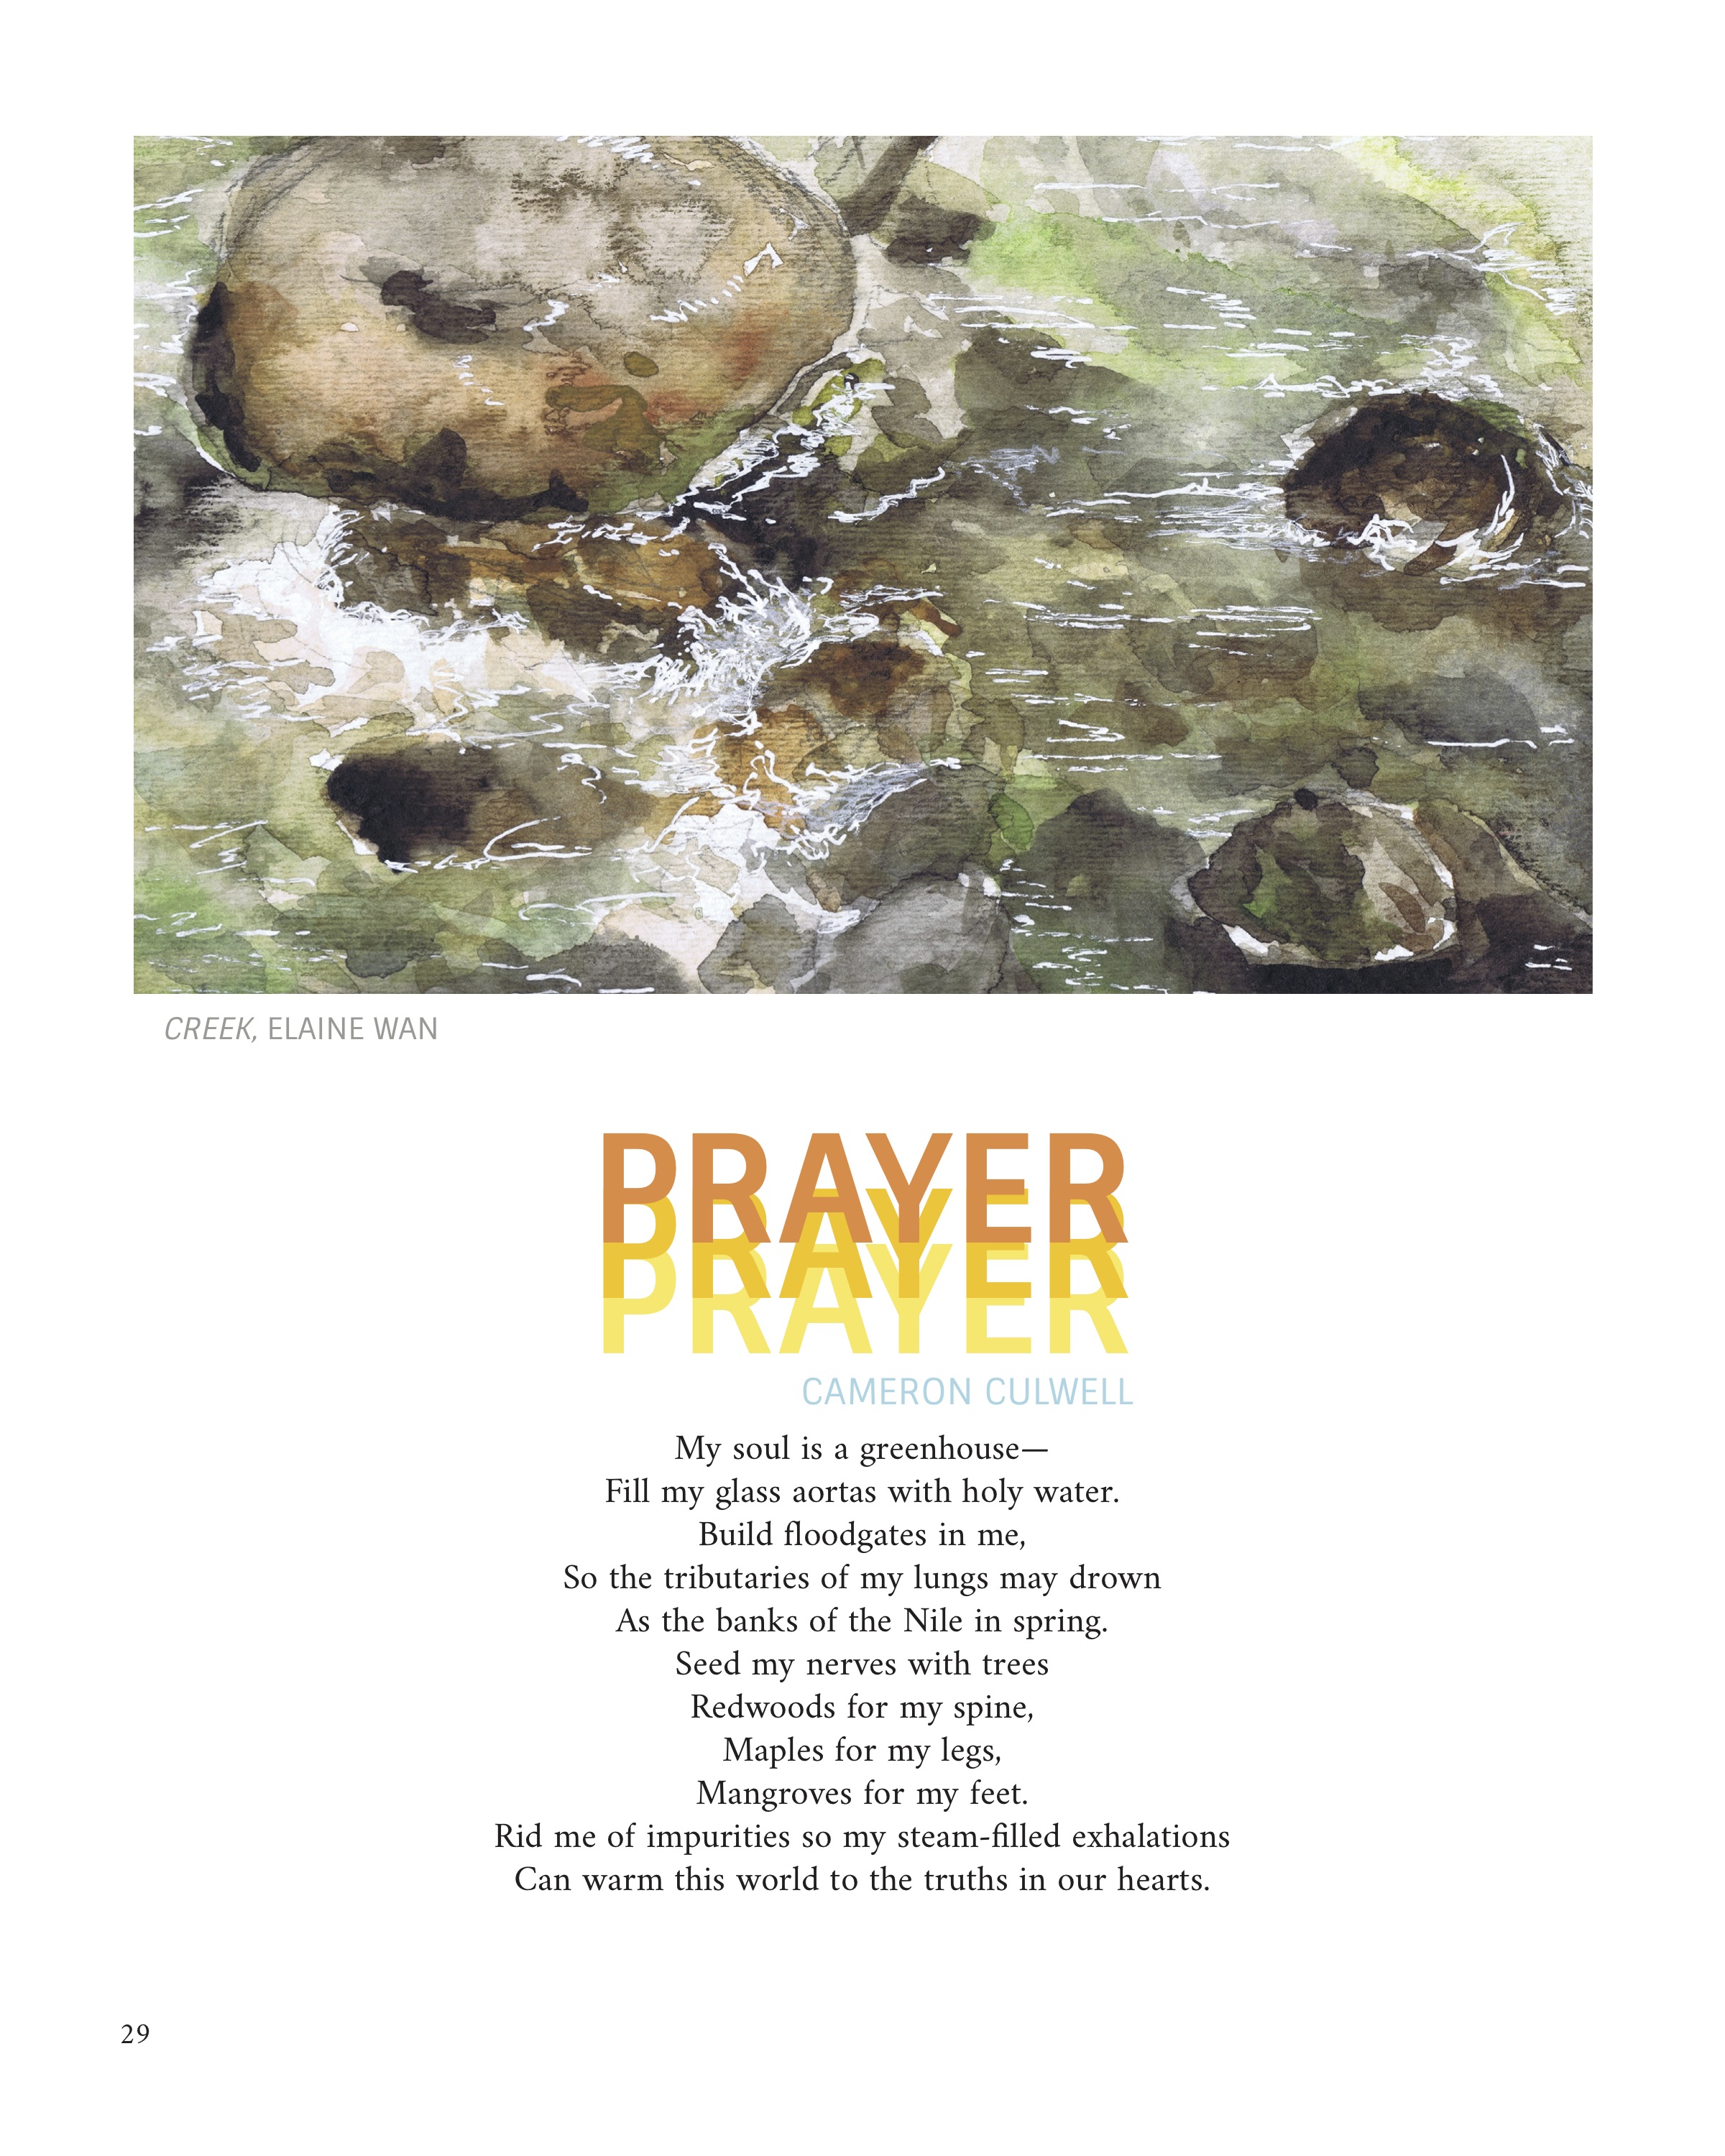 CREEK, ELAINE WAN
PRAYER
PRAYER
PRAYER
CAMERON CULWELL
My soul is a greenhouse—
Fill my glass aortas with holy water.
Build floodgates in me,
So the tributaries of my lungs may drown
As the banks of the Nile in spring.
Seed my nerves with trees
Redwoods for my spine,
Maples for my legs,
Mangroves for my feet.
Rid me of impurities so my steam-filled exhalations
Can warm this world to the truths in our hearts.
29